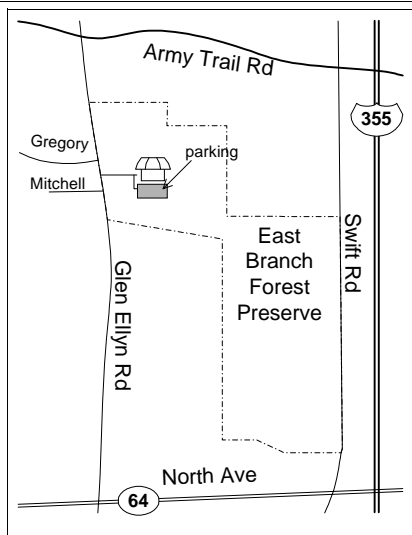 Army Trail Rd
355
Gregory
parking
Mitchell
East
Branch
Forest
Preserve
Swift Rd
Glen Ellyn Rd
North Ave
64